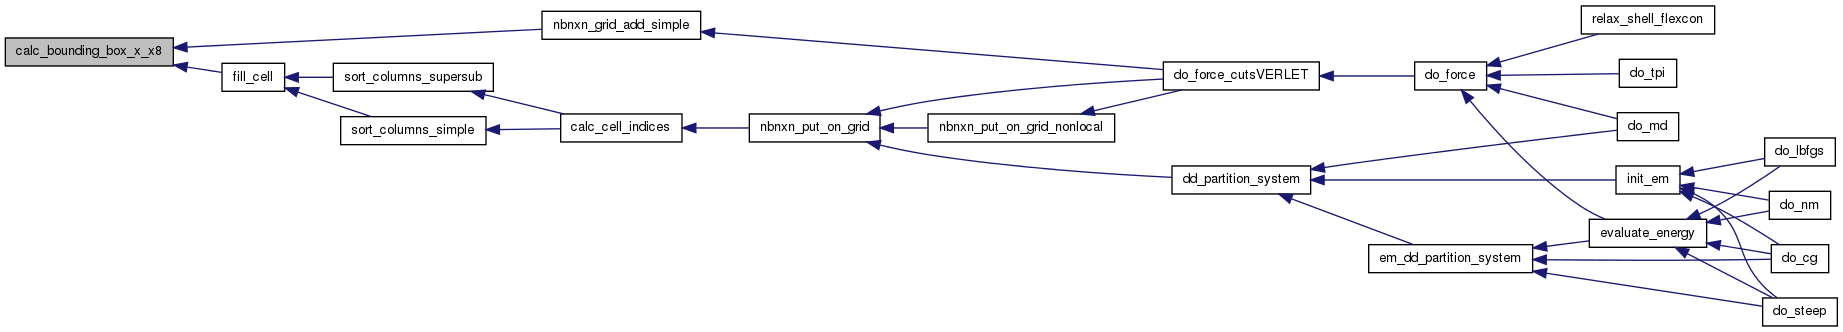 calc_bounding_box_x_x8
nbnxn_grid_add_simple
fill_cell
sort_columns_supersub
sort_columns_simple
calc_cell_indices
nbnxn_put_on_grid
nbnxn_put_on_grid_nonlocal
do_force_cutsVERLET
dd_partition_system
em_dd_partition_system
do_force
relax_shell_flexcon
do_tpi
do_md
init_em
evaluate_energy
do_lbfgs
do_nm
do_cg
do_steep